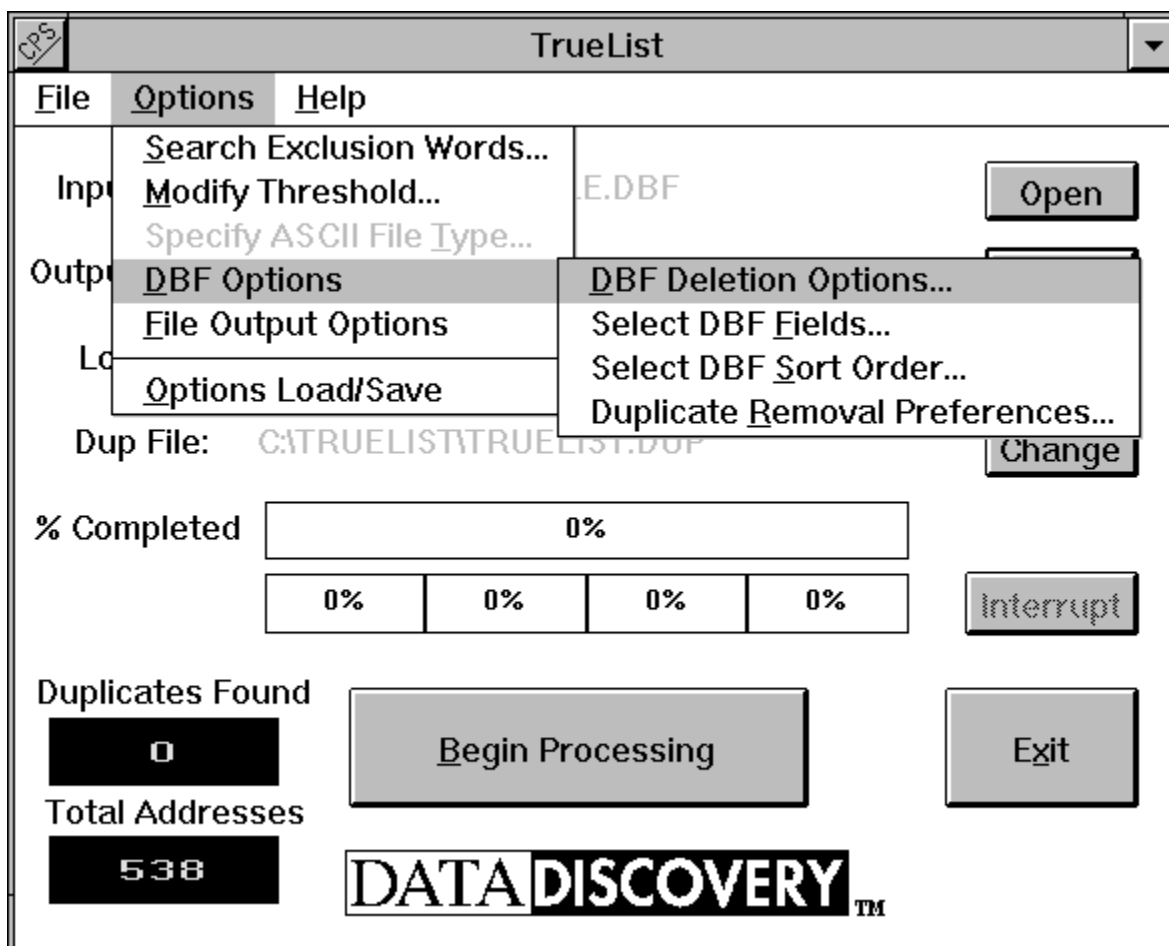 CPS
TrueList
File Options Help
Search Exclusion Words...
Modify Threshold...
Specify ASCII File Type...
DBF Options
File Output Options
Options Load/Save
DBF Deletion Options...
Select DBF Fields...
Select DBF Sort Order...
Duplicate Removal Preferences...
Inpu E.DBF Open
Outpu
Lo
Dup File: C:\TRUELIST\TRUELIST.DUP Change
% Completed 0%
0% 0% 0% 0% Interrupt
Duplicates Found
0
Begin Processing Exit
Total Addresses
538
DATA DISCOVERY TM